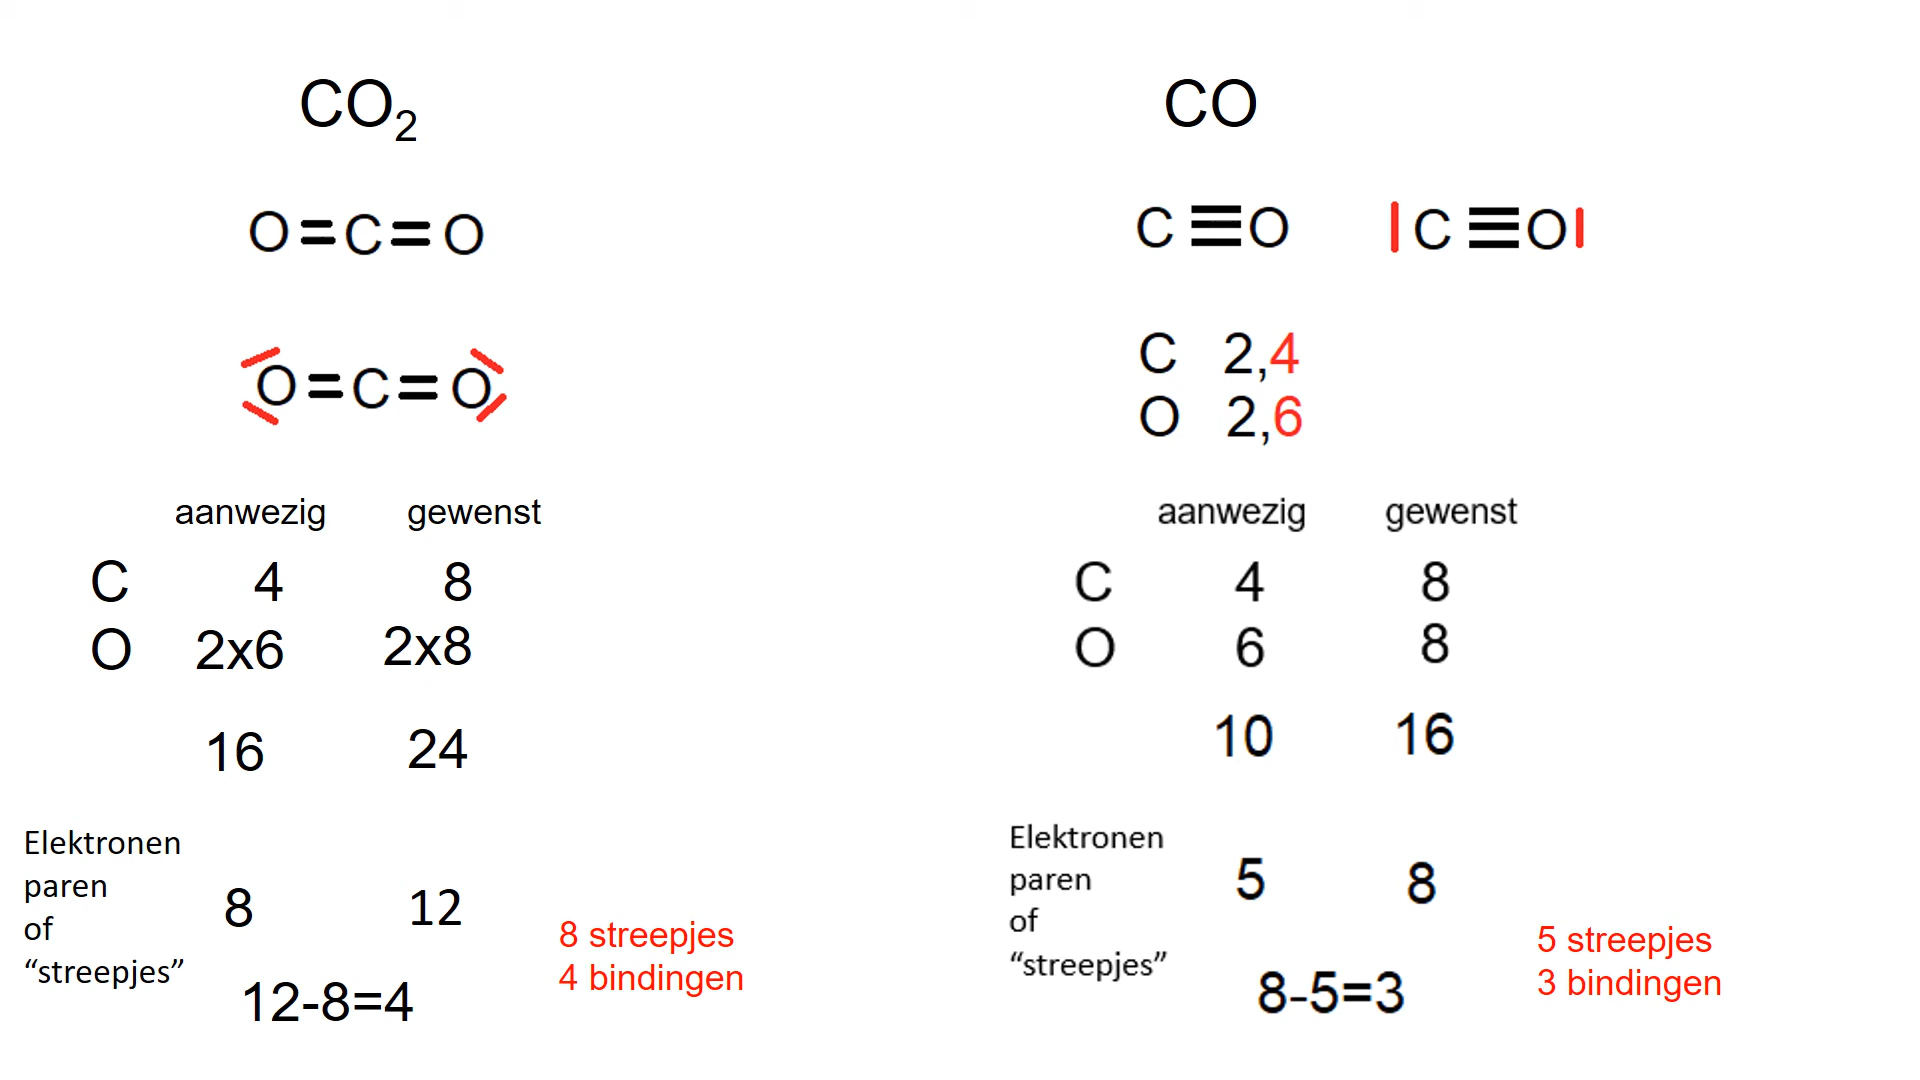 CO₂
O=C=O
O=C=O
aanwezig gewenst
C 4 8
O 2x6 2x8
16 24
Elektronen
paren
of
“streepjes”
8 12
12-8=4
8 streepjes
4 bindingen
CO
C≡O |C≡O|
C 2,4
O 2,6
aanwezig gewenst
C 4 8
O 6 8
10 16
Elektronen
paren
of
“streepjes”
5 8
8-5=3
5 streepjes
3 bindingen